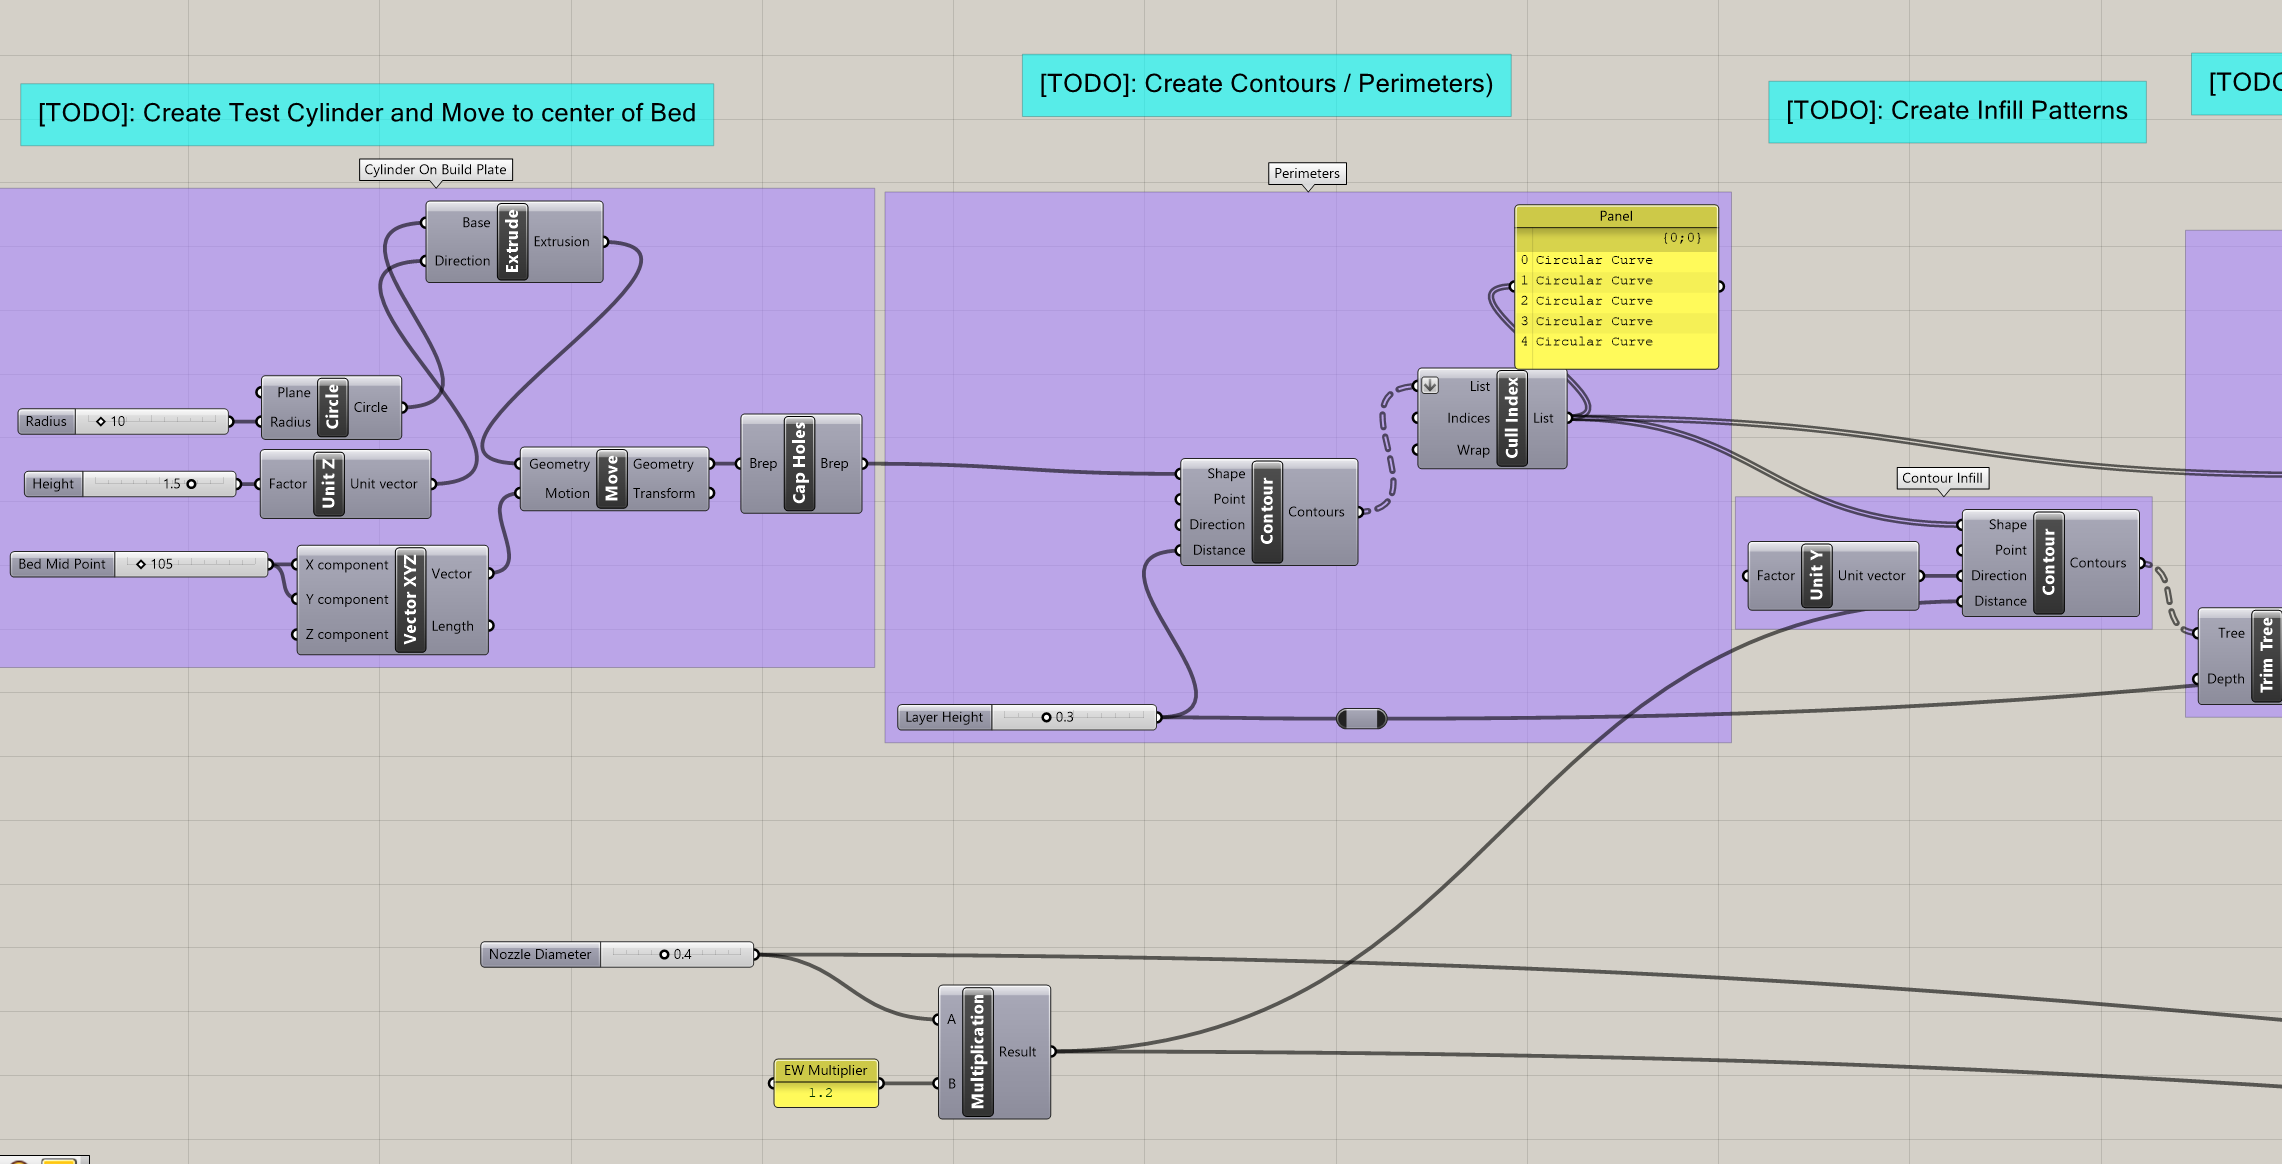 [TODO]: Create Test Cylinder and Move to center of Bed
[TODO]: Create Contours / Perimeters)
[TODO]: Create Infill Patterns
[TODO
Cylinder On Build Plate
Base
Direction
Extrude
Extrusion
Radius
10
Plane
Radius
Circle
Circle
Height
1.5
Factor
Unit Z
Unit vector
Bed Mid Point
105
X component
Y component
Z component
Vector XYZ
Vector
Length
Geometry
Motion
Move
Geometry
Transform
Brep
Cap Holes
Brep
Perimeters
Panel
{0;0}
0 Circular Curve
1 Circular Curve
2 Circular Curve
3 Circular Curve
4 Circular Curve
List
Indices
Wrap
Cull Index
List
Shape
Point
Direction
Distance
Contour
Contours
Layer Height
0.3
Contour Infill
Factor
Unit Y
Unit vector
Shape
Point
Direction
Distance
Contour
Contours
Tree
Depth
Trim Tree
Nozzle Diameter
0.4
EW Multiplier
1.2
A
B
Multiplication
Result